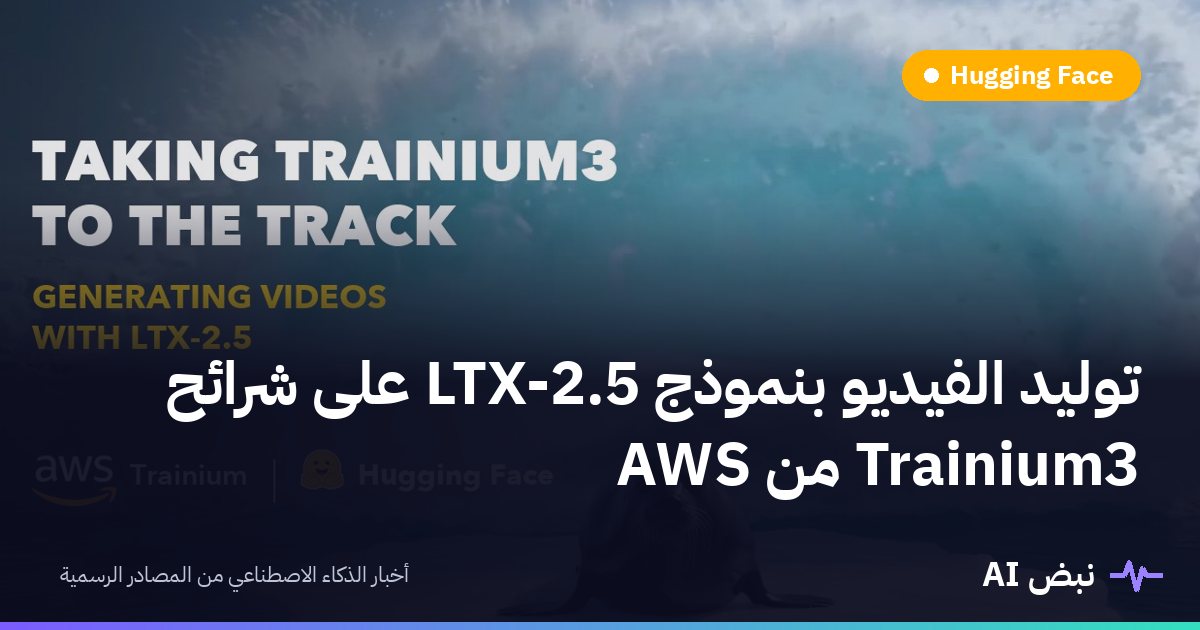 Hugging Face
TAKING TRAINIUM3
TO THE TRACK
GENERATING VIDEOS
WITH LTX-2.5
توليد الفيديو بنموذج LTX-2.5 على شرائح
Trainium3 من AWS
aws Trainium | Hugging Face
نبض AI
أخبار الذكاء الاصطناعي من المصادر الرسمية